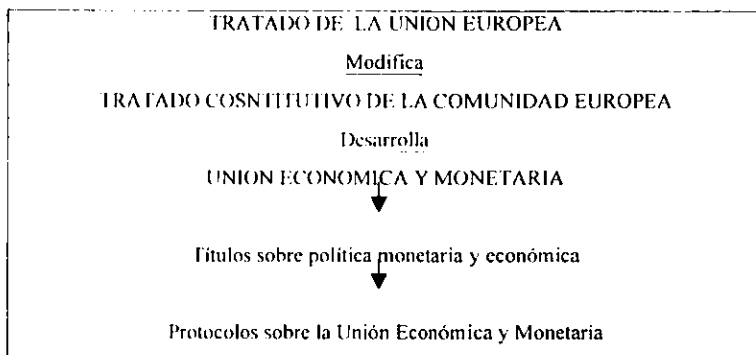 TRATADO DE LA UNION EUROPEA
Modifica
TRATADO COSNTITUTIVO DE LA COMUNIDAD EUROPEA
Desarrolla
UNION ECONOMICA Y MONETARIA
Títulos sobre política monetaria y económica
Protocolos sobre la Unión Económica y Monetaria